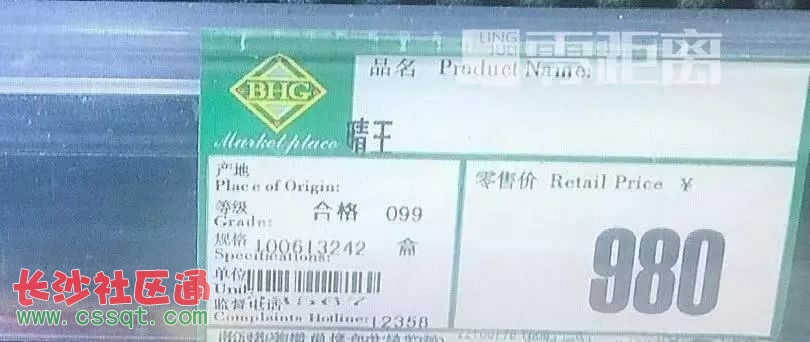 LING JULI 零距离
品名 Product Name:
BHG
Market place
晴王
产地
Place of Origin:
等级 合格 099
Grade:
规格 100613242 盒
Specifications:
零售价 Retail Price ¥
980
单位
Unit
监督电话
Complaints Hotline: 12358
长沙社区通
www.cssqt.com